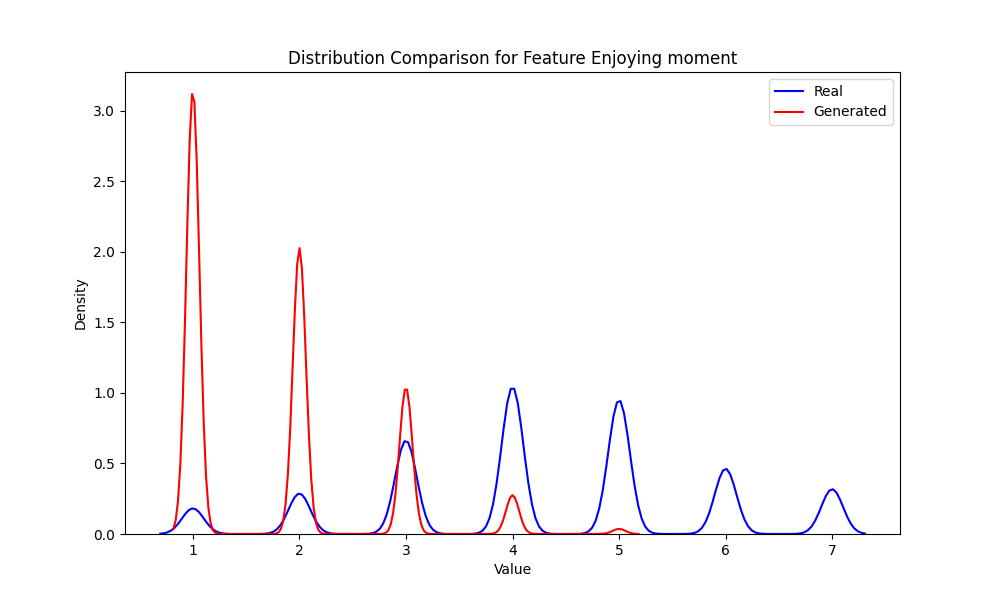 Distribution Comparison for Feature Enjoying moment
Real
Generated
3.0
2.5
2.0
1.5
1.0
0.5
0.0
Density
1 2 3 4 5 6 7
Value